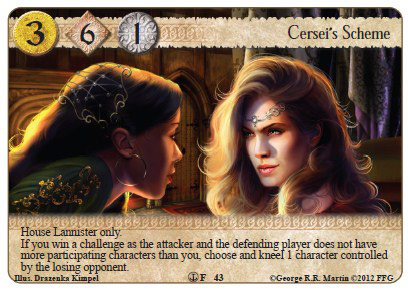 3 6 1 Cersei's Scheme
House Lannister only.
If you win a challenge as the attacker and the defending player does not have
more participating characters than you, choose and kneel 1 character controlled
by the losing opponent.
Illus. Drazenka Kimpel F 43 ©George R.R. Martin ©2012 FFG